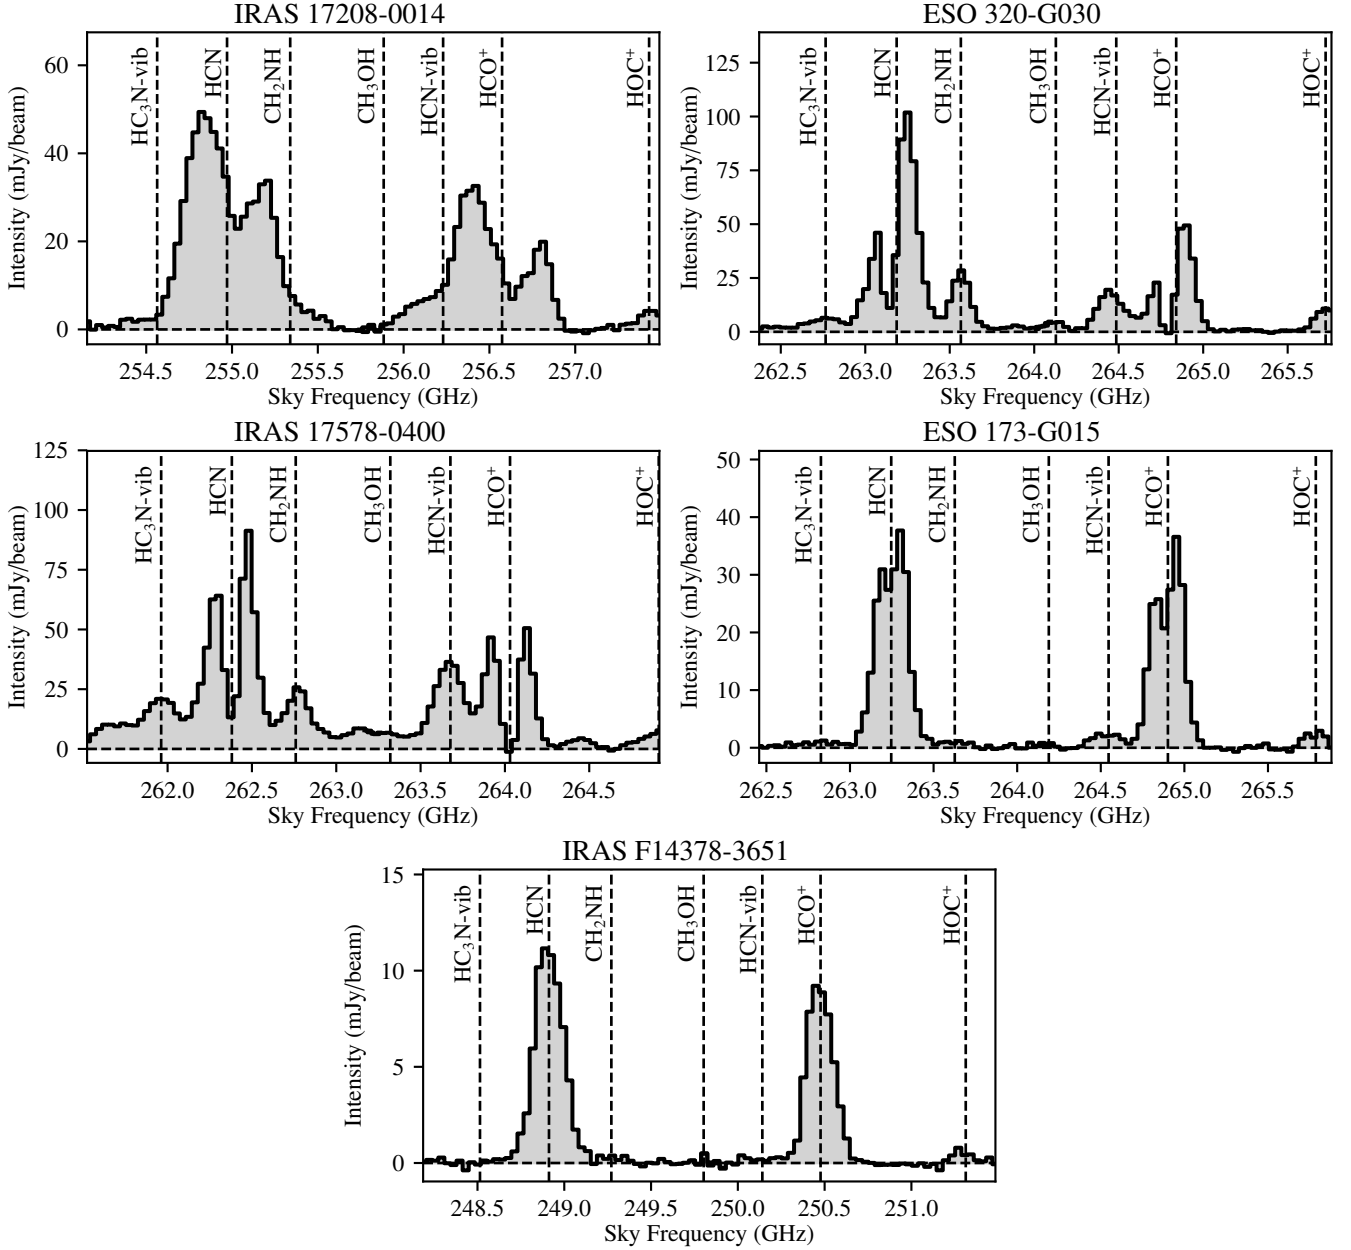 IRAS 17208-0014
Intensity (mJy/beam)
60
40
20
0
HC₃N-vib
HCN
CH₂NH
CH₃OH
HCN-vib
HCO⁺
HOC⁺
254.5 255.0 255.5 256.0 256.5 257.0
Sky Frequency (GHz)
ESO 320-G030
Intensity (mJy/beam)
125
100
75
50
25
0
HC₃N-vib
HCN
CH₂NH
CH₃OH
HCN-vib
HCO⁺
HOC⁺
262.5 263.0 263.5 264.0 264.5 265.0 265.5
Sky Frequency (GHz)
IRAS 17578-0400
Intensity (mJy/beam)
125
100
75
50
25
0
HC₃N-vib
HCN
CH₂NH
CH₃OH
HCN-vib
HCO⁺
HOC⁺
262.0 262.5 263.0 263.5 264.0 264.5
Sky Frequency (GHz)
ESO 173-G015
Intensity (mJy/beam)
50
40
30
20
10
0
HC₃N-vib
HCN
CH₂NH
CH₃OH
HCN-vib
HCO⁺
HOC⁺
262.5 263.0 263.5 264.0 264.5 265.0 265.5
Sky Frequency (GHz)
IRAS F14378-3651
Intensity (mJy/beam)
15
10
5
0
HC₃N-vib
HCN
CH₂NH
CH₃OH
HCN-vib
HCO⁺
HOC⁺
248.5 249.0 249.5 250.0 250.5 251.0
Sky Frequency (GHz)